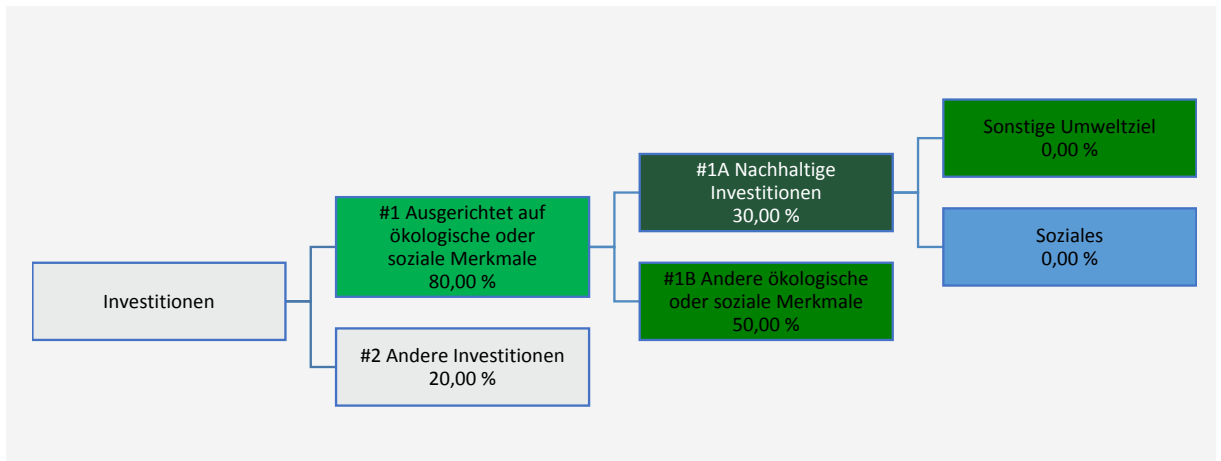 Investitionen
#1 Ausgerichtet auf
ökologische oder
soziale Merkmale
80,00 %
#2 Andere Investitionen
20,00 %
#1A Nachhaltige
Investitionen
30,00 %
#1B Andere ökologische
oder soziale Merkmale
50,00 %
Sonstige Umweltziel
0,00 %
Soziales
0,00 %